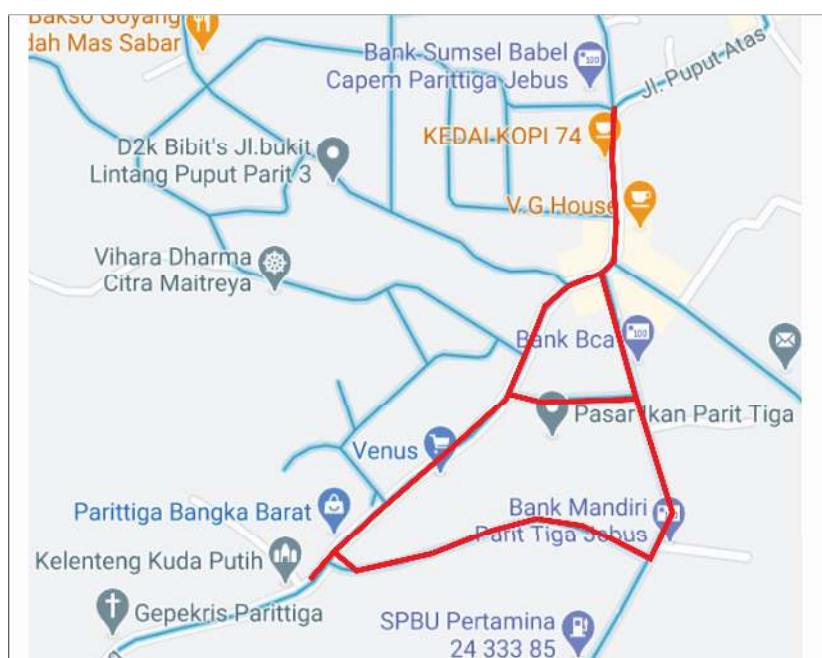 Bakso Goyang
dah Mas Sabar
Bank Sumsel Babel
Capem Parittiga Jebus
Jl. Puput Atas
KEDAI KOPI 74
D2k Bibit's Jl.bukit
Lintang Puput Parit 3
V.G.House
Vihara Dharma
Citra Maitreya
Bank Bca
Pasar Ikan Parit Tiga
Venus
Parittiga Bangka Barat
Bank Mandiri
Parit Tiga Jebus
Kelenteng Kuda Putih
Gepekris Parittiga
SPBU Pertamina
24 333 85